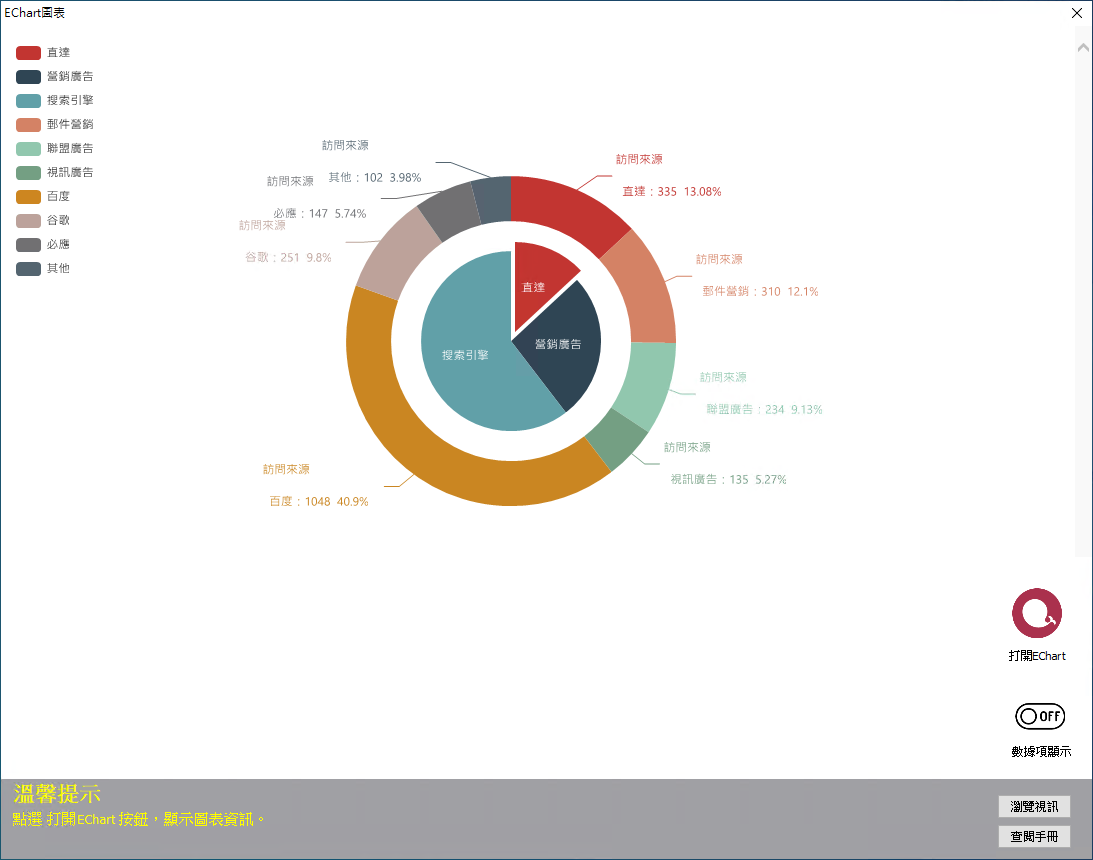 EChart圖表
直達
營銷廣告
搜索引擎
郵件營銷
聯盟廣告
視訊廣告
百度
谷歌
必應
其他
訪問來源
其他：102 3.98%
訪問來源
必應：147 5.74%
訪問來源
谷歌：251 9.8%
訪問來源
直達：335 13.08%
訪問來源
郵件營銷：310 12.1%
訪問來源
聯盟廣告：234 9.13%
訪問來源
視訊廣告：135 5.27%
訪問來源
百度：1048 40.9%
直達
營銷廣告
搜索引擎
打開EChart
OFF
數據項顯示
溫馨提示
點選 打開EChart 按鈕，顯示圖表資訊。
瀏覽視訊
查閱手冊